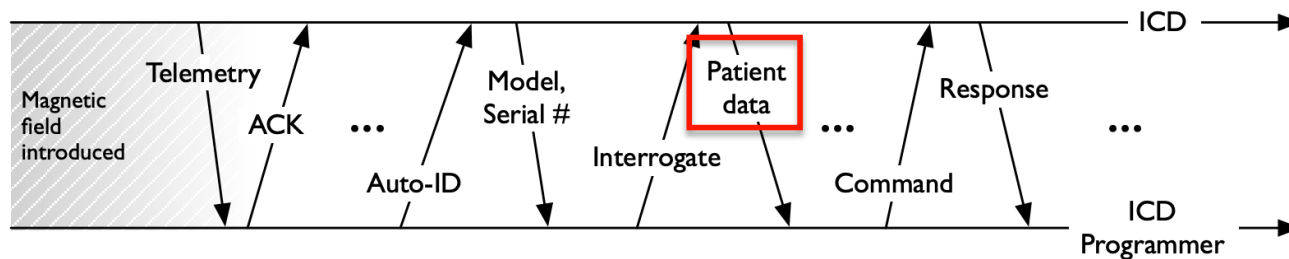 ICD
Telemetry
Magnetic
field
introduced
ACK
...
Auto-ID
Model,
Serial #
Interrogate
Patient
data
...
Command
Response
...
ICD
Programmer